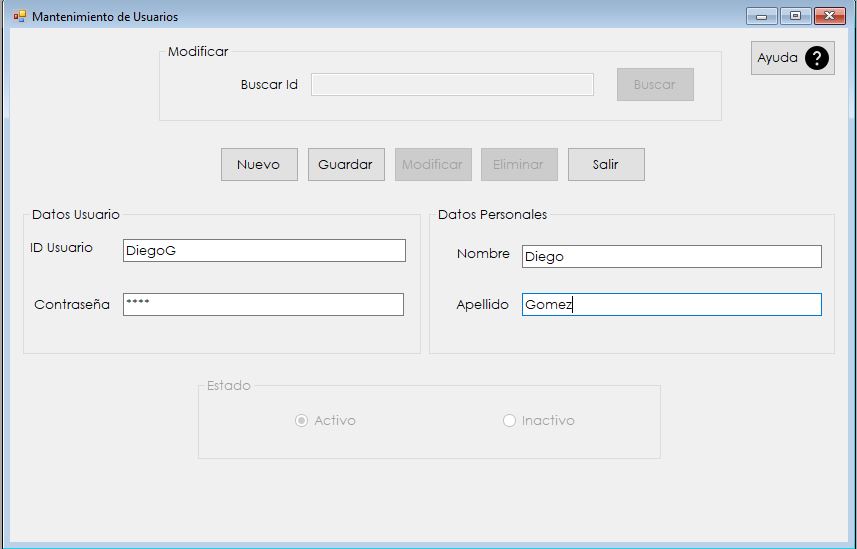 Mantenimiento de Usuarios
Modificar
Buscar Id
Buscar
Ayuda ?
Nuevo
Guardar
Modificar
Eliminar
Salir
Datos Usuario
ID Usuario DiegoG
Contraseña ****
Datos Personales
Nombre Diego
Apellido Gomez
Estado
Activo
Inactivo